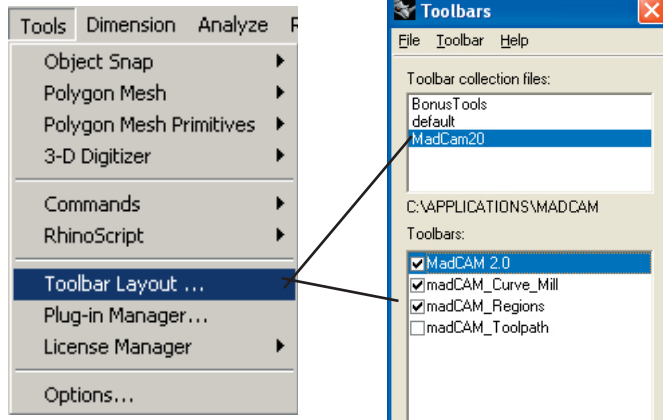 Tools Dimension Analyze
Object Snap
Polygon Mesh
Polygon Mesh Primitives
3-D Digitizer
Commands
RhinoScript
Toolbar Layout ...
Plug-in Manager...
License Manager
Options...
Toolbars
File Toolbar Help
Toolbar collection files:
BonusTools
default
MadCam20
C:\APPLICATIONS\MADCAM
Toolbars:
MadCAM 2.0
madCAM_Curve_Mill
madCAM_Regions
madCAM_Toolpath